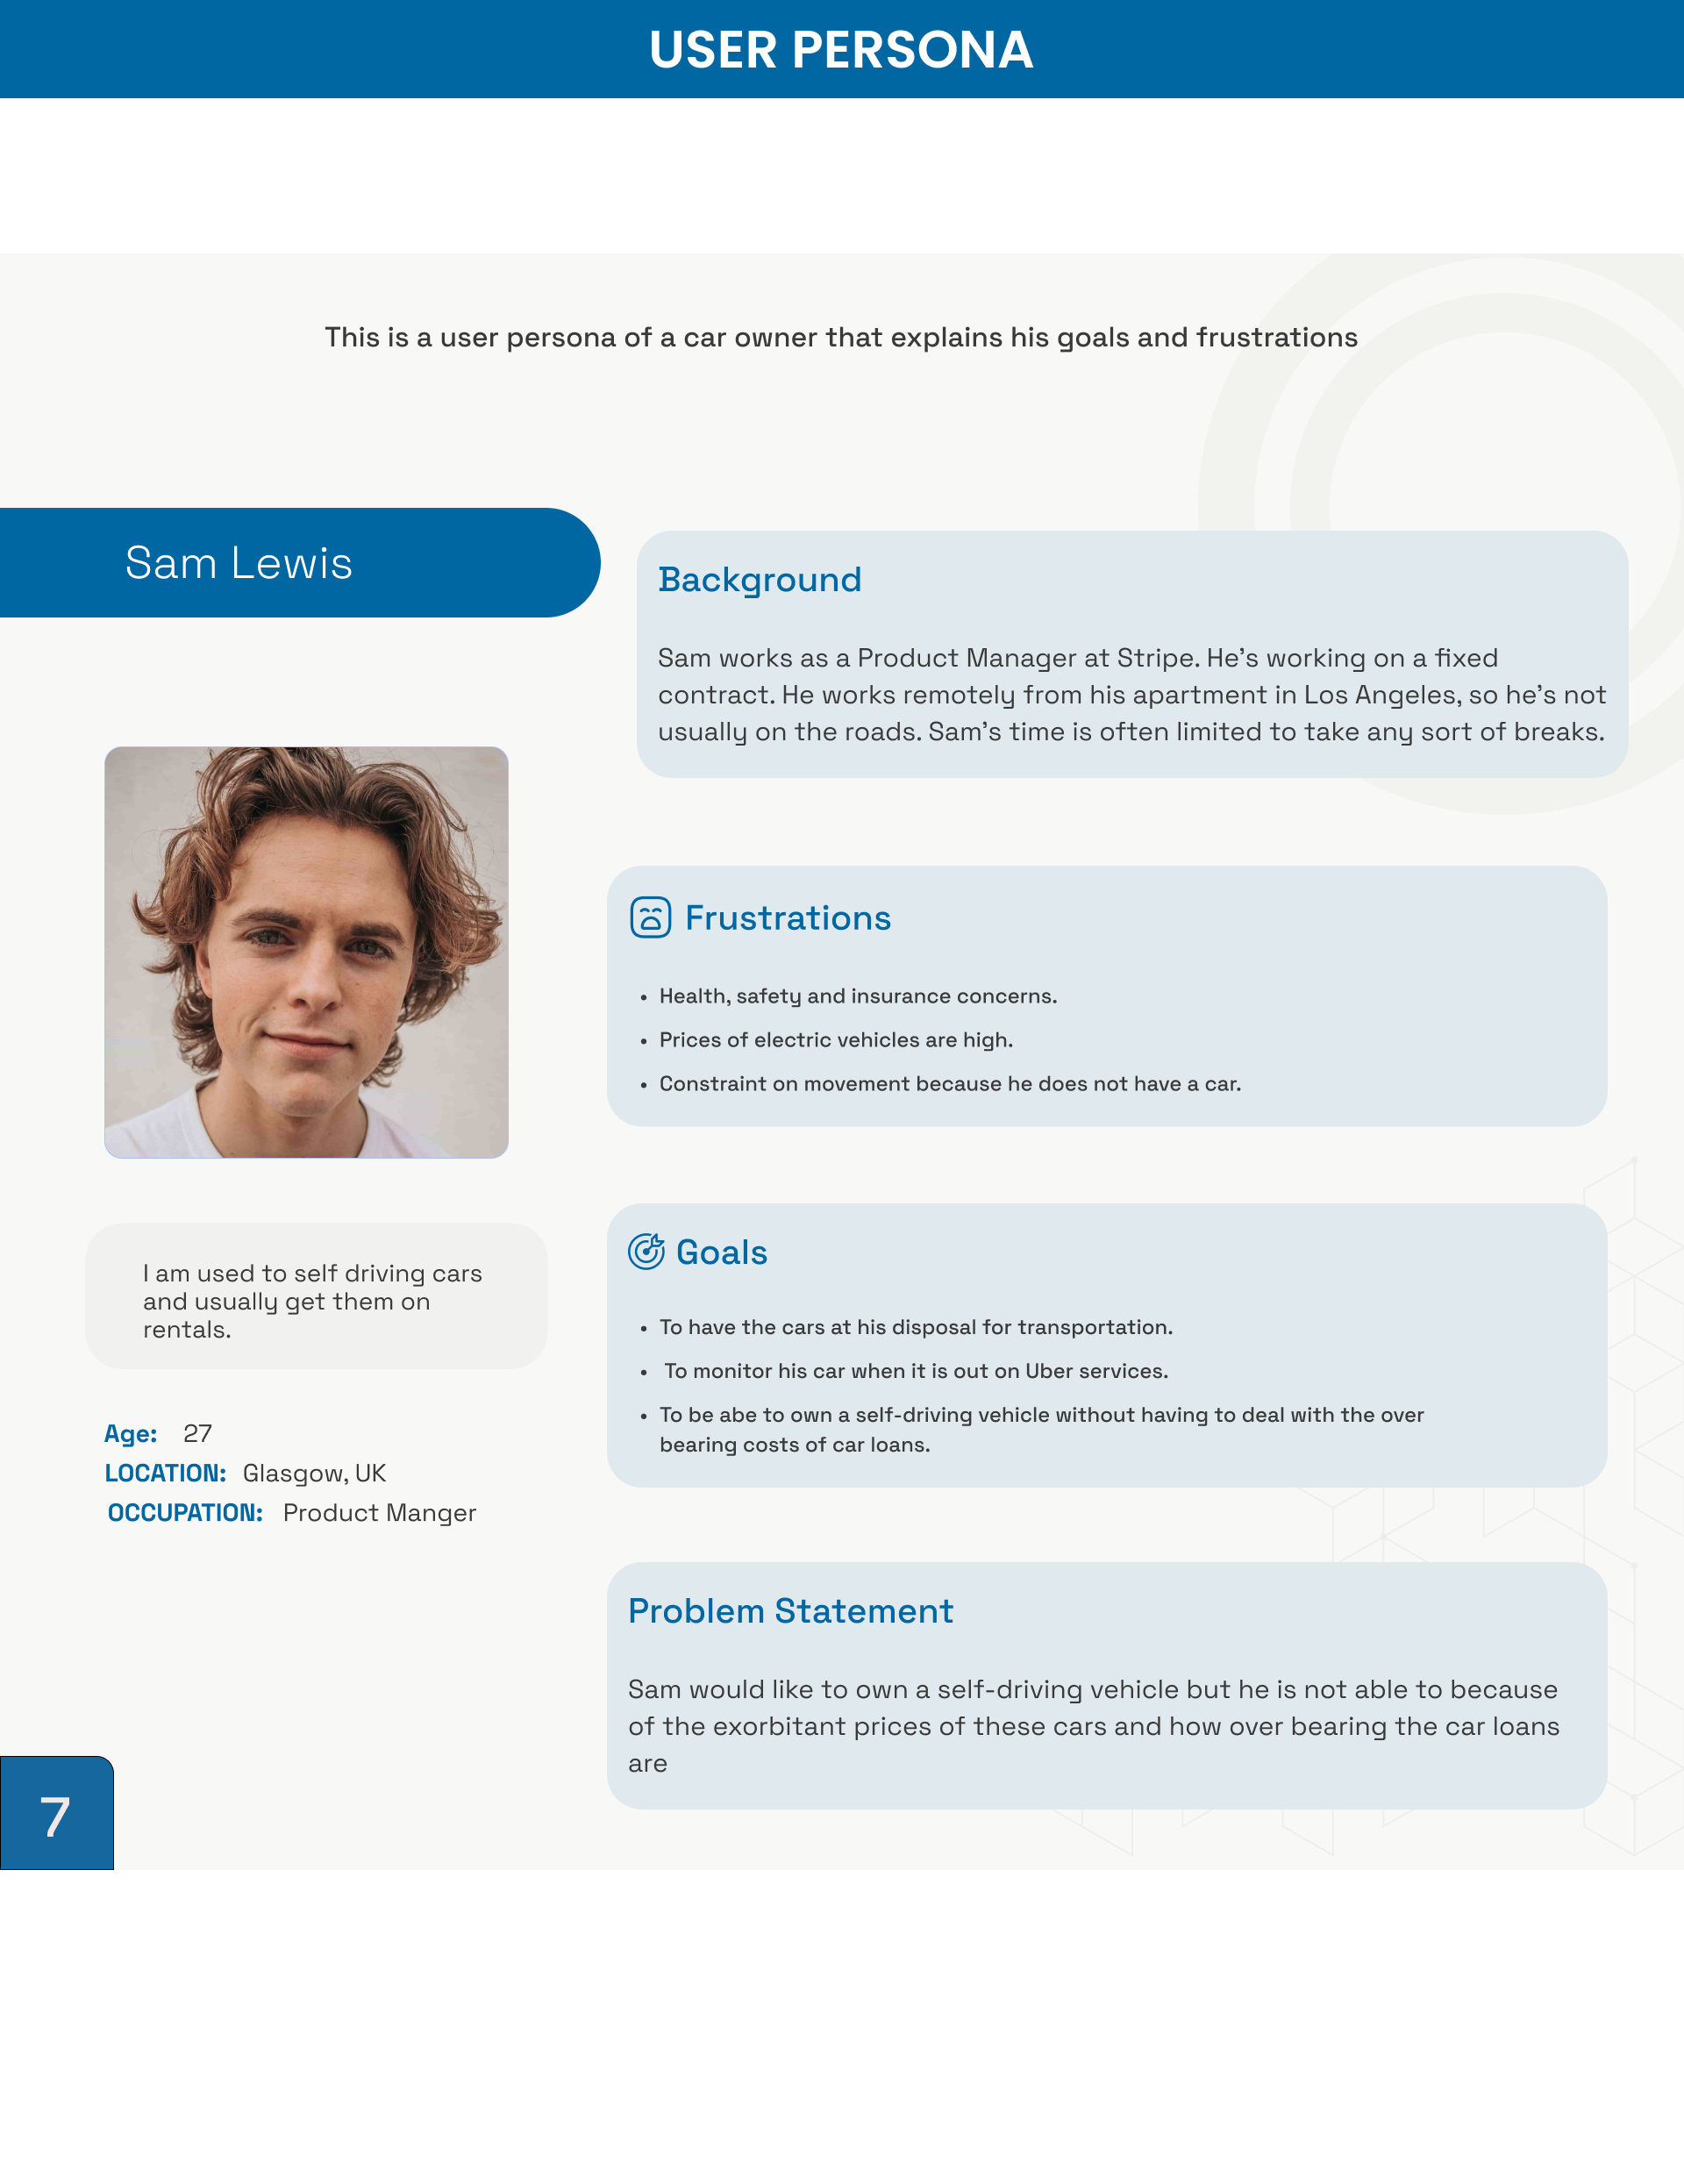 USER PERSONA
This is a user persona of a car owner that explains his goals and frustrations
Sam Lewis
Background
Sam works as a Product Manager at Stripe. He's working on a fixed
contract. He works remotely from his apartment in Los Angeles, so he's not
usually on the roads. Sam's time is often limited to take any sort of breaks.
Frustrations
• Health, safety and insurance concerns.
• Prices of electric vehicles are high.
• Constraint on movement because he does not have a car.
I am used to self driving cars
and usually get them on
rentals.
Age: 27
LOCATION: Glasgow, UK
OCCUPATION: Product Manger
Goals
• To have the cars at his disposal for transportation.
• To monitor his car when it is out on Uber services.
• To be abe to own a self-driving vehicle without having to deal with the over
bearing costs of car loans.
Problem Statement
Sam would like to own a self-driving vehicle but he is not able to because
of the exorbitant prices of these cars and how over bearing the car loans
are
7